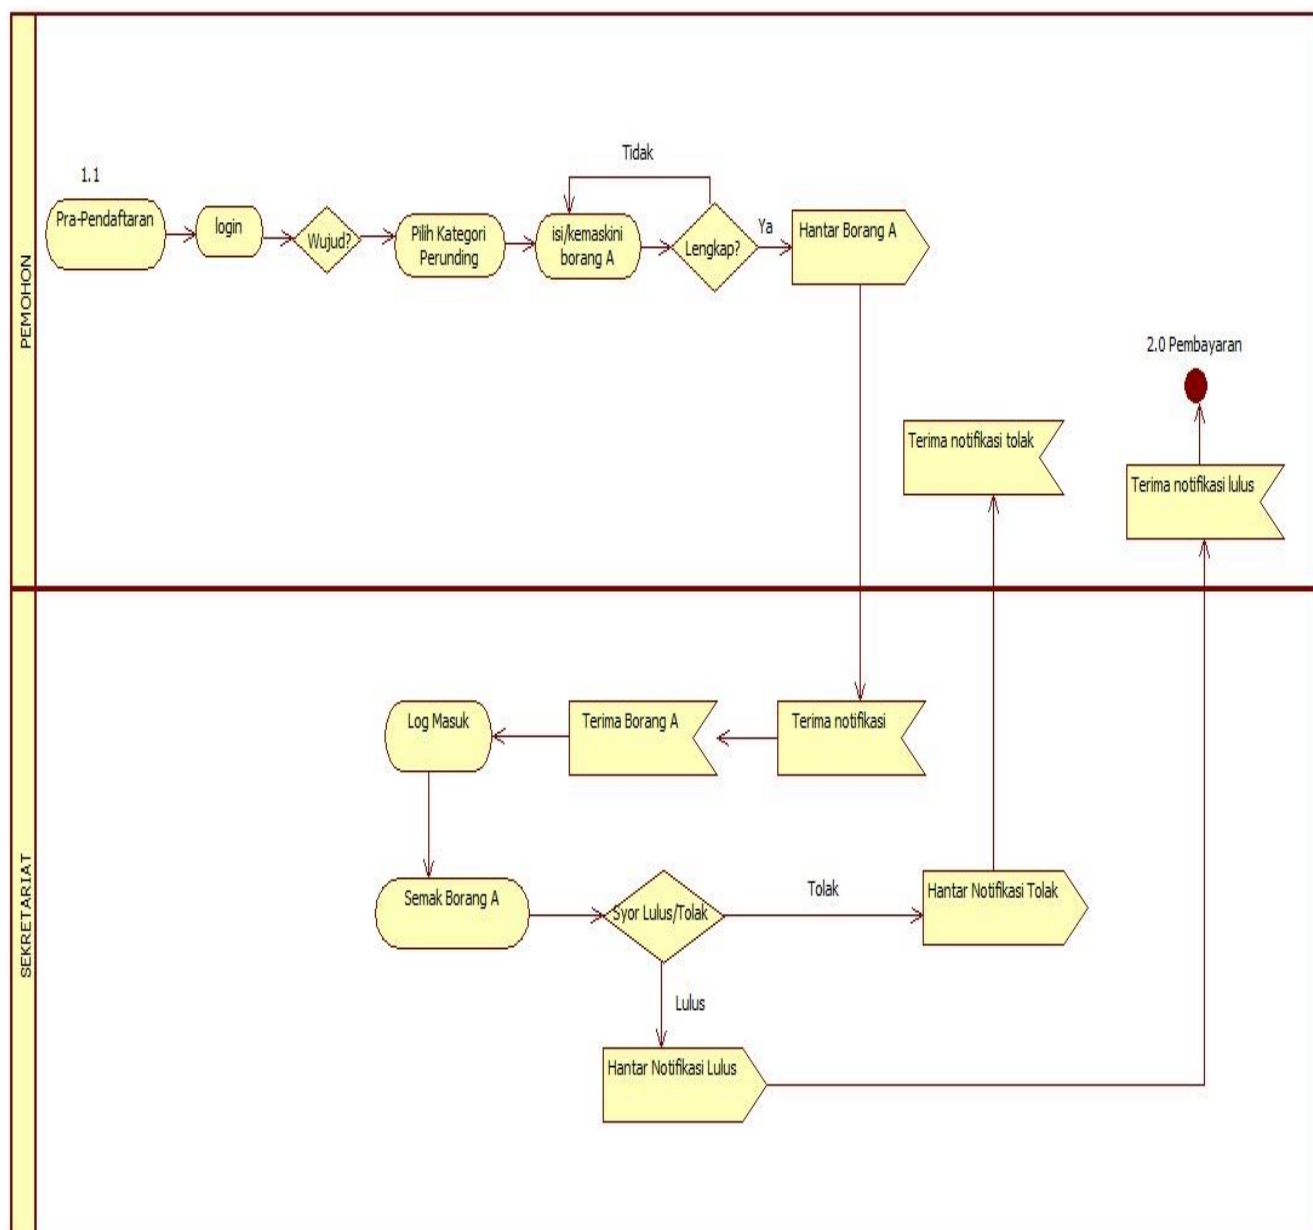 PEMOHON
Tidak
1.1
Pra-Pendaftaran
login
Wujud?
Pilih Kategori
Perunding
isi/kemaskini
borang A
Lengkap?
Ya
Hantar Borang A
2.0 Pembayaran
Terima notifikasi tolak
Terima notifikasi lulus
SEKRETARIAT
Log Masuk
Terima Borang A
Terima notifikasi
Semak Borang A
Syor Lulus/Tolak
Tolak
Hantar Notifikasi Tolak
Lulus
Hantar Notifikasi Lulus